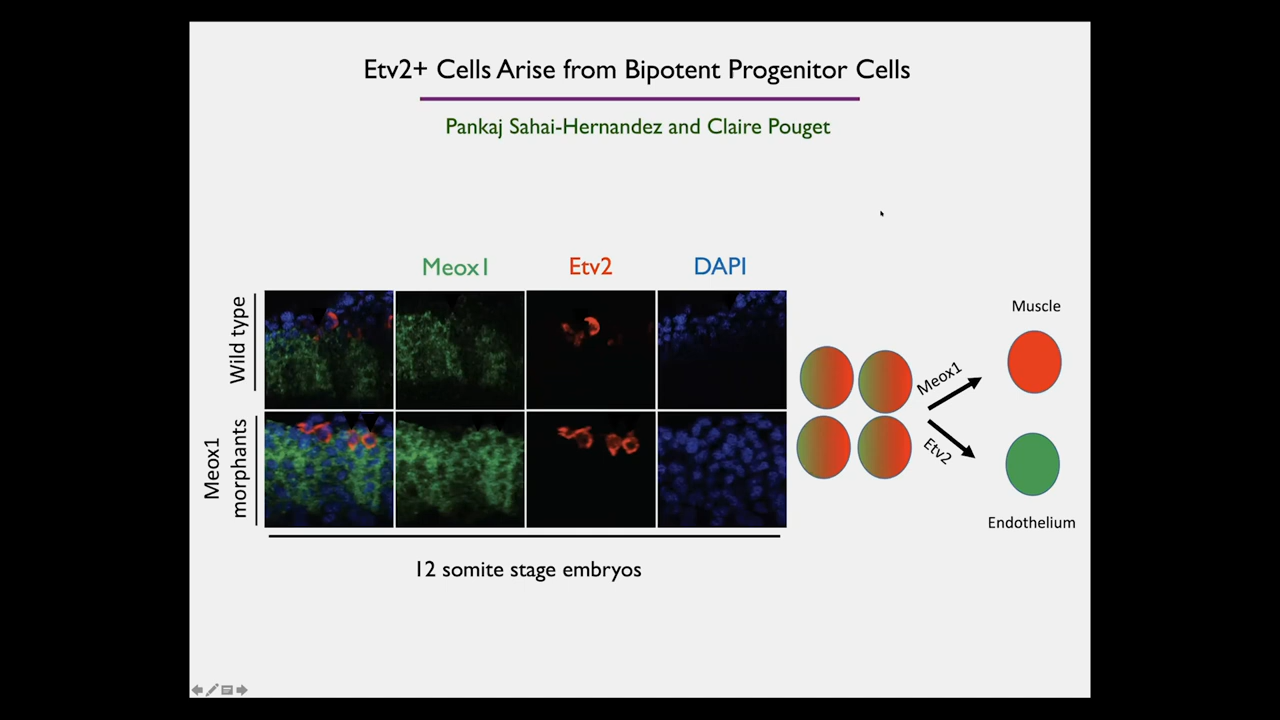 Etv2+ Cells Arise from Bipotent Progenitor Cells
Pankaj Sahai-Hernandez and Claire Pouget
Meox1
Etv2
DAPI
Wild type
Meox1
morphants
12 somite stage embryos
Meox1
Etv2
Muscle
Endothelium